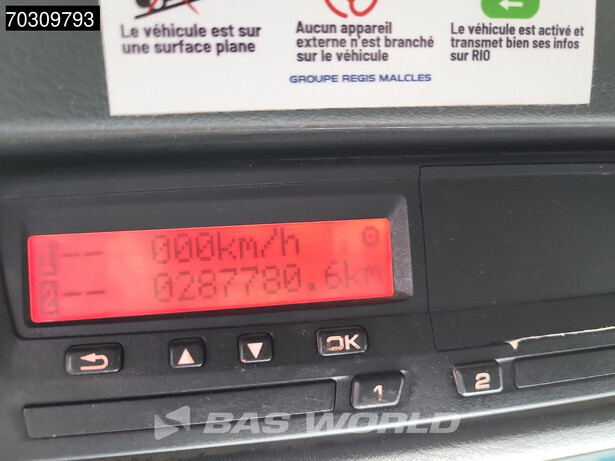 70309793
Le véhicule est sur
une surface plane
Aucun appareil
externe n'est branché
sur le véhicule
Le véhicule est activé et
transmet bien ses infos
sur RIO
GROUPE REGIS MALCLES
1-- 000km/h
2-- 0287780.6km
OK
1
2
BAS WORLD